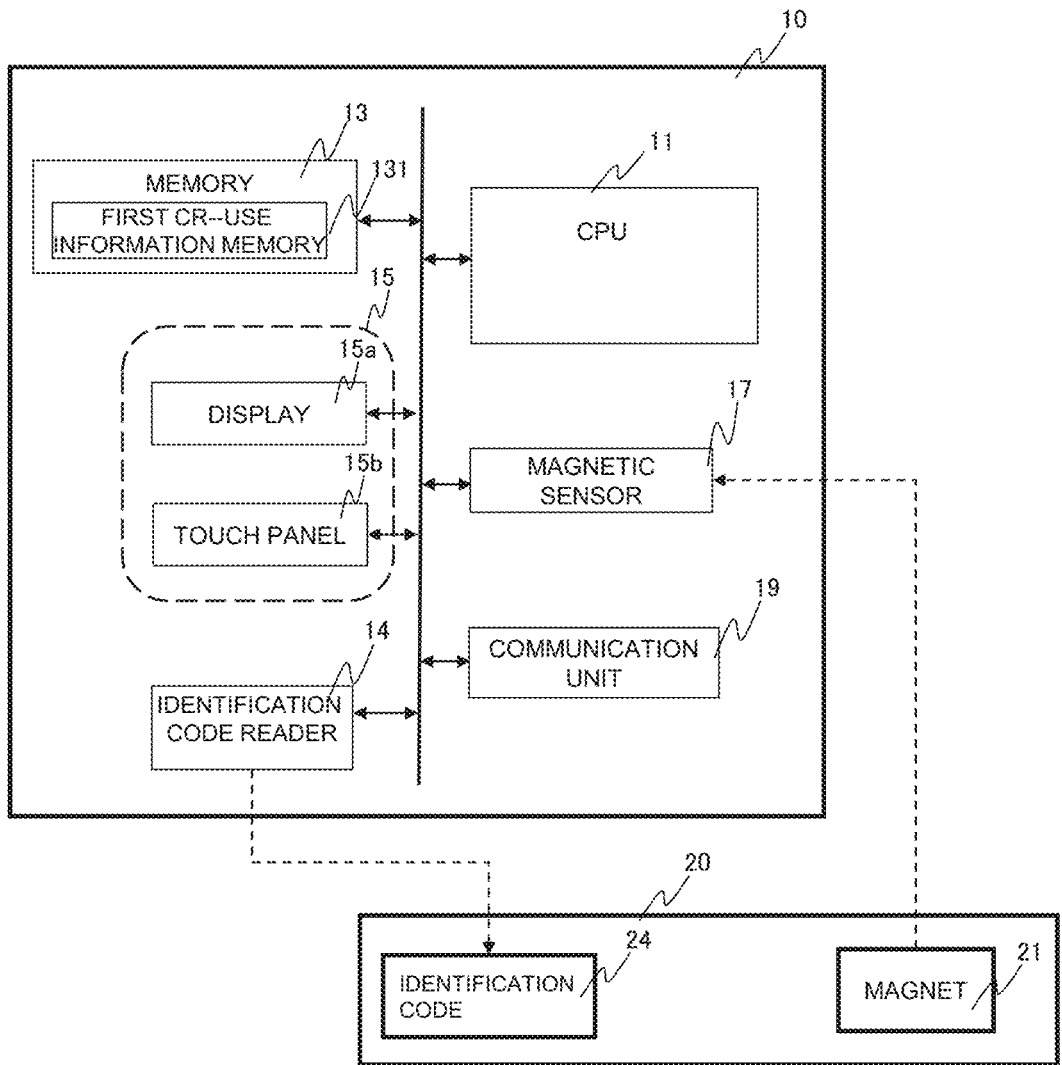 10
13
11
MEMORY
131
FIRST CR--USE
INFORMATION MEMORY
CPU
15
15a
DISPLAY
17
MAGNETIC
SENSOR
15b
TOUCH PANEL
19
COMMUNICATION
UNIT
14
IDENTIFICATION
CODE READER
20
24
IDENTIFICATION
CODE
21
MAGNET